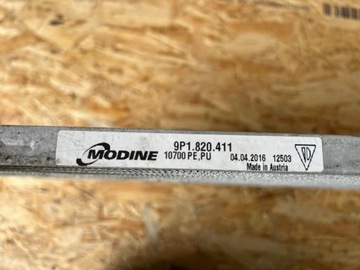 MODINE
9P1.820.411
10700 PE,PU
04.04.2016 12503
Made in Austria